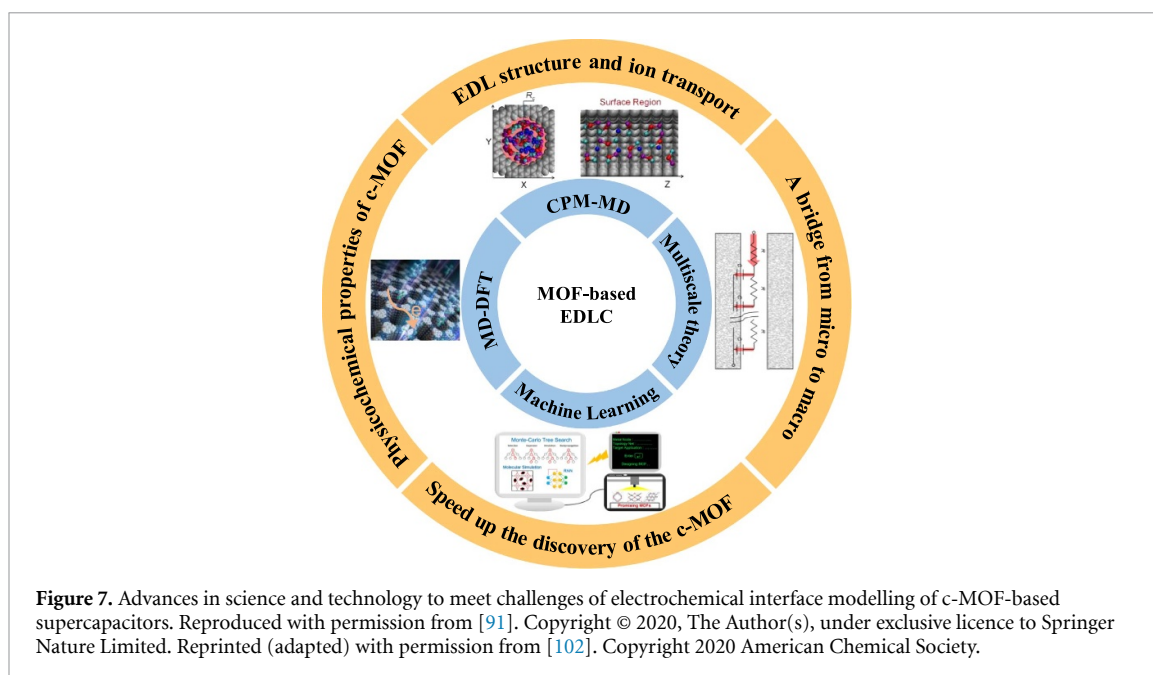 EDL structure and ion transport
Physicochemical properties of c-MOF
A bridge from micro to macro
Speed up the discovery of the c-MOF
R
Y
X
Surface Region
Z
CPM-MD
MD-DFT
Multiscale theory
Machine Learning
MOF-based
EDLC
e
Monte-Carlo Tree Search
Molecular Simulation
RNN
Promising MOFs
Figure 7. Advances in science and technology to meet challenges of electrochemical interface modelling of c-MOF-based
supercapacitors. Reproduced with permission from [91]. Copyright © 2020, The Author(s), under exclusive licence to Springer
Nature Limited. Reprinted (adapted) with permission from [102]. Copyright 2020 American Chemical Society.